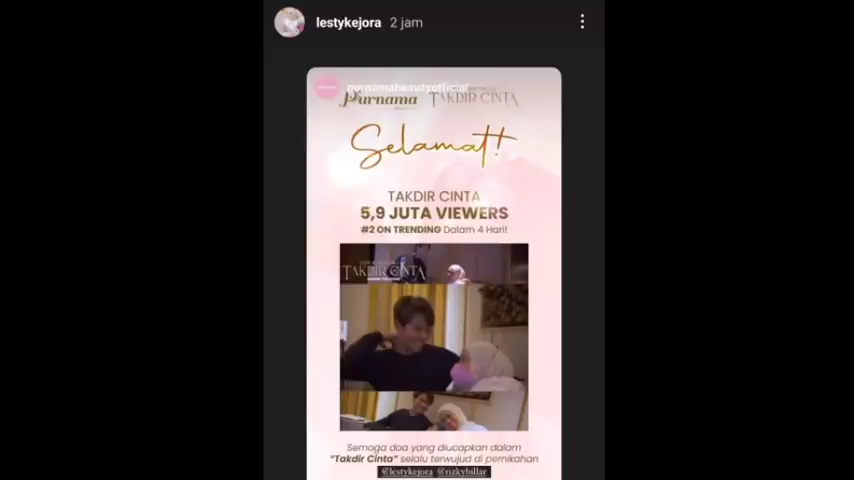 lestykejora 2 jam
purnamabeautyofficial
Purnama TAKDIR CINTA
Selamat!
TAKDIR CINTA
5,9 JUTA VIEWERS
#2 ON TRENDING Dalam 4 Hari!
TAKDIR CINTA
Semoga doa yang diucapkan dalam
"Takdir Cinta" selalu terwujud di pernikahan
@lestykejora @rizkybillar